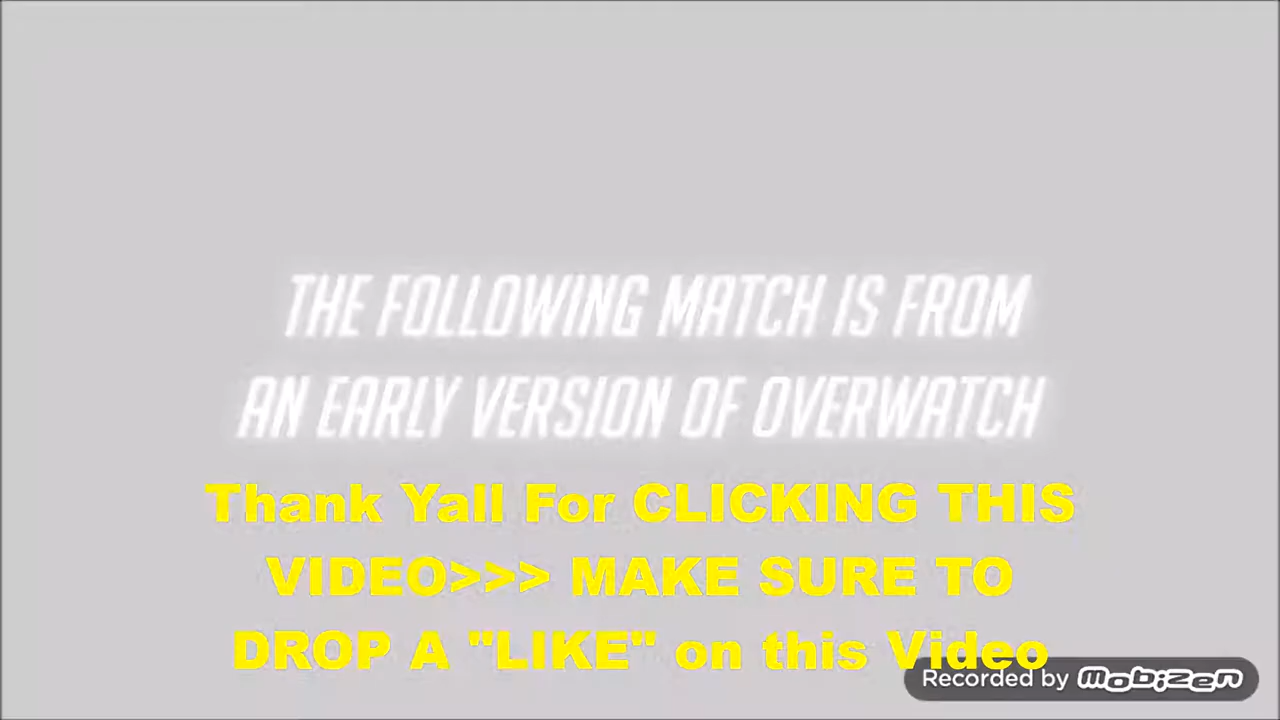 THE FOLLOWING MATCH IS FROM
AN EARLY VERSION OF OVERWATCH
Thank Yall For CLICKING THIS
VIDEO>>> MAKE SURE TO
DROP A "LIKE" on this Video
Recorded by mobizen